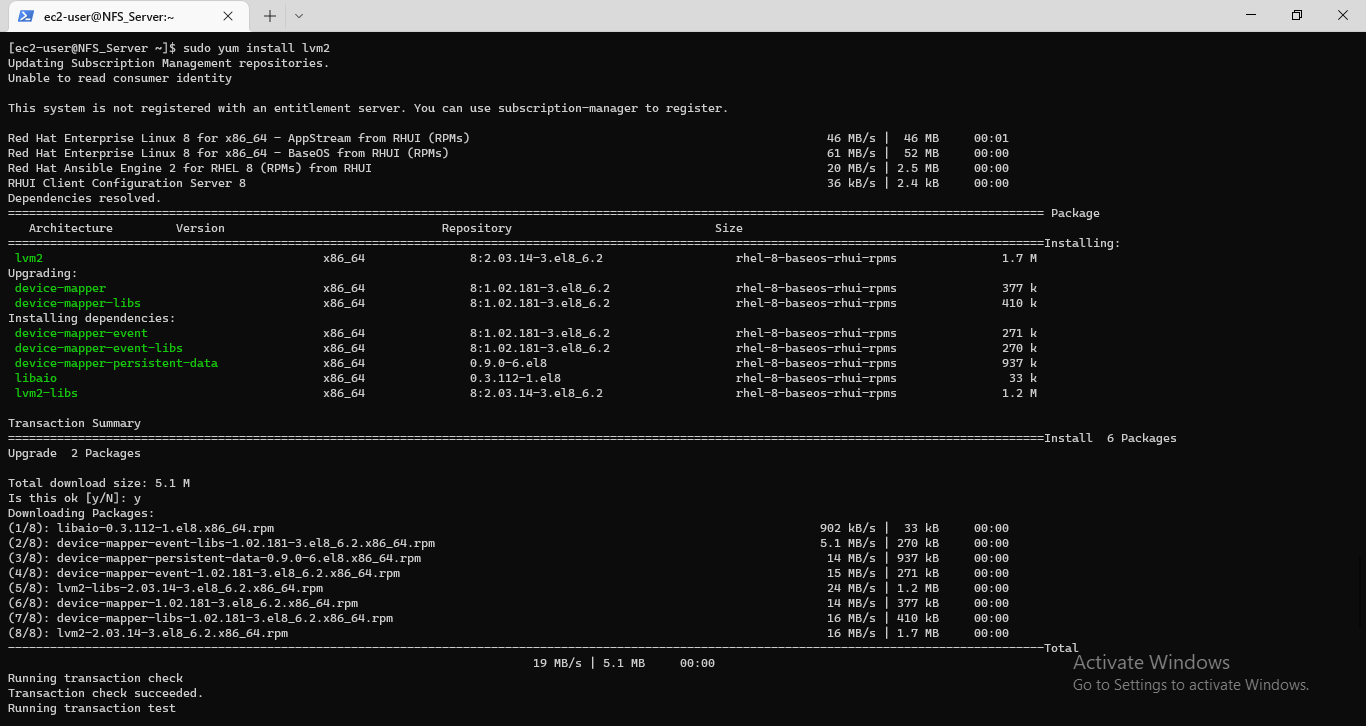 ec2-user@NFS_Server:~
[ec2-user@NFS_Server ~]$ sudo yum install lvm2
Updating Subscription Management repositories.
Unable to read consumer identity
This system is not registered with an entitlement server. You can use subscription-manager to register.
Red Hat Enterprise Linux 8 for x86_64 - AppStream from RHUI (RPMs) 46 MB/s | 46 MB 00:01
Red Hat Enterprise Linux 8 for x86_64 - BaseOS from RHUI (RPMs) 61 MB/s | 52 MB 00:00
Red Hat Ansible Engine 2 for RHEL 8 (RPMs) from RHUI 20 MB/s | 2.5 MB 00:00
RHUI Client Configuration Server 8 36 kB/s | 2.4 kB 00:00
Dependencies resolved.
==================================================================================================================================================== Package
Architecture Version Repository Size
====================================================================================================================================================Installing:
lvm2 x86_64 8:2.03.14-3.el8_6.2 rhel-8-baseos-rhui-rpms 1.7 M
Upgrading:
device-mapper x86_64 8:1.02.181-3.el8_6.2 rhel-8-baseos-rhui-rpms 377 k
device-mapper-libs x86_64 8:1.02.181-3.el8_6.2 rhel-8-baseos-rhui-rpms 410 k
Installing dependencies:
device-mapper-event x86_64 8:1.02.181-3.el8_6.2 rhel-8-baseos-rhui-rpms 271 k
device-mapper-event-libs x86_64 8:1.02.181-3.el8_6.2 rhel-8-baseos-rhui-rpms 270 k
device-mapper-persistent-data x86_64 0.9.0-6.el8 rhel-8-baseos-rhui-rpms 937 k
libaio x86_64 0.3.112-1.el8 rhel-8-baseos-rhui-rpms 33 k
lvm2-libs x86_64 8:2.03.14-3.el8_6.2 rhel-8-baseos-rhui-rpms 1.2 M
Transaction Summary
====================================================================================================================================================Install 6 Packages
Upgrade 2 Packages
Total download size: 5.1 M
Is this ok [y/N]: y
Downloading Packages:
(1/8): libaio-0.3.112-1.el8.x86_64.rpm 902 kB/s | 33 kB 00:00
(2/8): device-mapper-event-libs-1.02.181-3.el8_6.2.x86_64.rpm 5.1 MB/s | 270 kB 00:00
(3/8): device-mapper-persistent-data-0.9.0-6.el8.x86_64.rpm 14 MB/s | 937 kB 00:00
(4/8): device-mapper-event-1.02.181-3.el8_6.2.x86_64.rpm 15 MB/s | 271 kB 00:00
(5/8): lvm2-libs-2.03.14-3.el8_6.2.x86_64.rpm 24 MB/s | 1.2 MB 00:00
(6/8): device-mapper-1.02.181-3.el8_6.2.x86_64.rpm 14 MB/s | 377 kB 00:00
(7/8): device-mapper-libs-1.02.181-3.el8_6.2.x86_64.rpm 16 MB/s | 410 kB 00:00
(8/8): lvm2-2.03.14-3.el8_6.2.x86_64.rpm 16 MB/s | 1.7 MB 00:00
----------------------------------------------------------------------------------------------------------------------------------------------------Total
19 MB/s | 5.1 MB 00:00
Running transaction check
Transaction check succeeded.
Running transaction test
Activate Windows
Go to Settings to activate Windows.